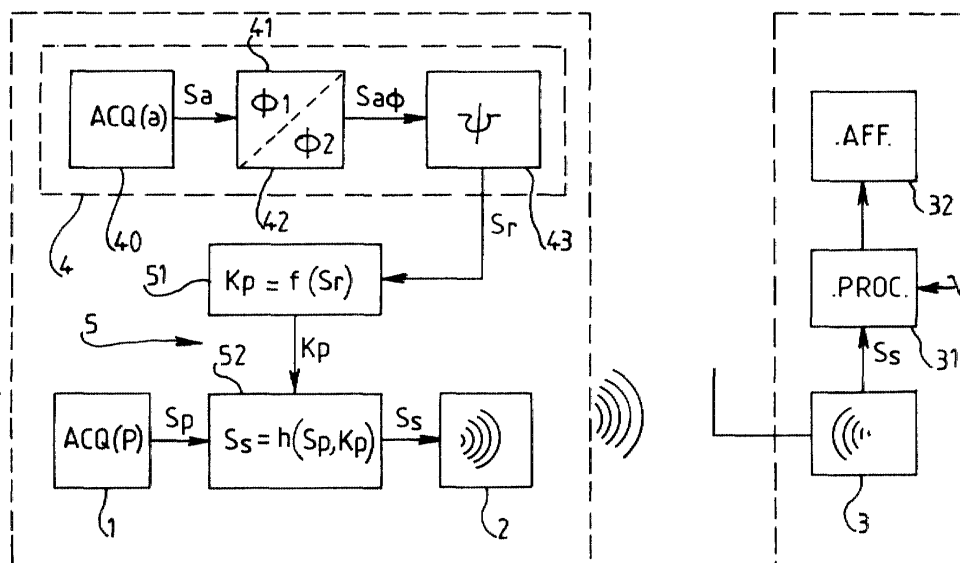 41
ACQ(a)
Sa
Φ1
Φ2
SaΦ
ψ
.AFF.
4
40
42
Sr
43
32
51
Kp = f(Sr)
.PROC.
5
52
Kp
Ss
31
ACQ(P)
Sp
Ss = h(Sp,Kp)
Ss
1
2
3